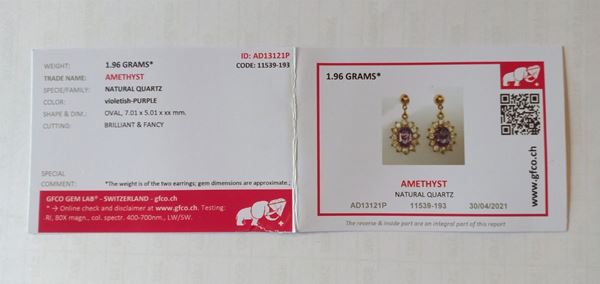 ID: AD13121P
WEIGHT: 1.96 GRAMS* CODE: 11539-193
TRADE NAME: AMETHYST
SPECIE/FAMILY: NATURAL QUARTZ
COLOR: violetish-PURPLE
SHAPE & DIM.: OVAL, 7.01 x 5.01 x xx mm.
CUTTING: BRILLIANT & FANCY
SPECIAL
COMMENT: *The weight is of the two earrings; gem dimensions are approximate.
GFCO GEM LAB® - SWITZERLAND - gfco.ch
* → Online check and disclaimer at www.gfco.ch. Testing:
RI, 80X magn., col. spectr. 400-700nm., LW/SW.
1.96 GRAMS*
www.gfco.ch
AMETHYST
NATURAL QUARTZ
AD13121P 11539-193 30/04/2021
The reverse & inside part are an integral part of this report